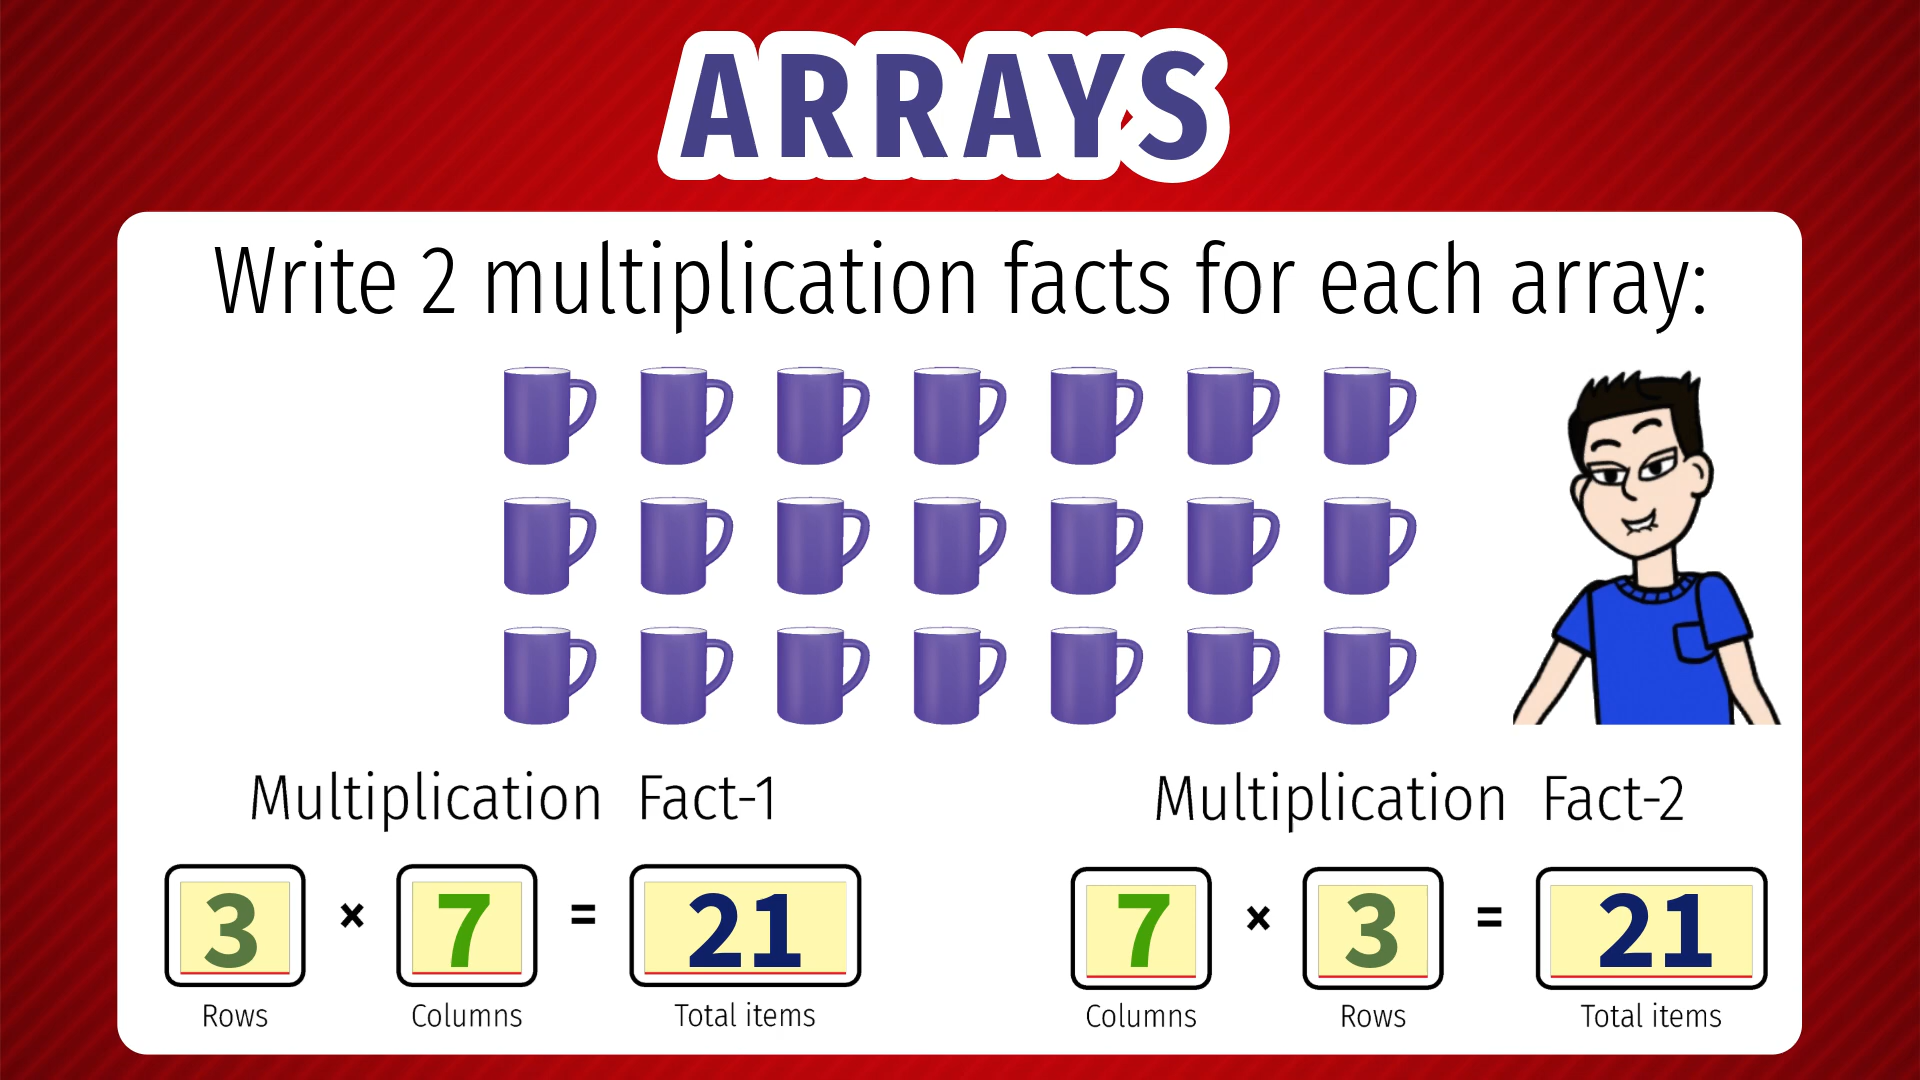 ARRAYS
Write 2 multiplication facts for each array:
Multiplication Fact-1
3 × 7 = 21
Rows Columns Total items
Multiplication Fact-2
7 × 3 = 21
Columns Rows Total items